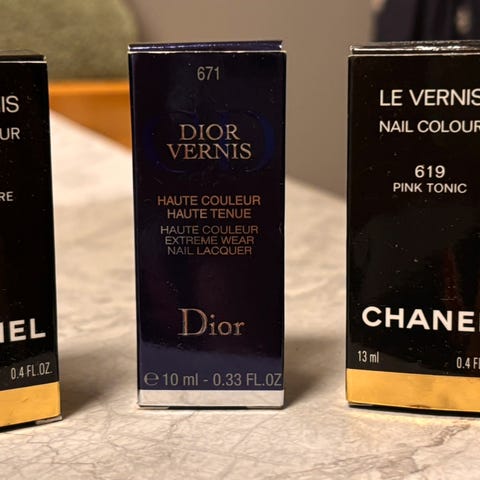 NIS
UR
RE
NEL
0.4 FL.OZ.
671
DIOR
VERNIS
HAUTE COULEUR
HAUTE TENUE
HAUTE COULEUR
EXTREME WEAR
NAIL LACQUER
Dior
℮ 10 ml - 0.33 FL.OZ
LE VERNIS
NAIL COLOUR
619
PINK TONIC
CHANEL
13 ml 0.4 FL